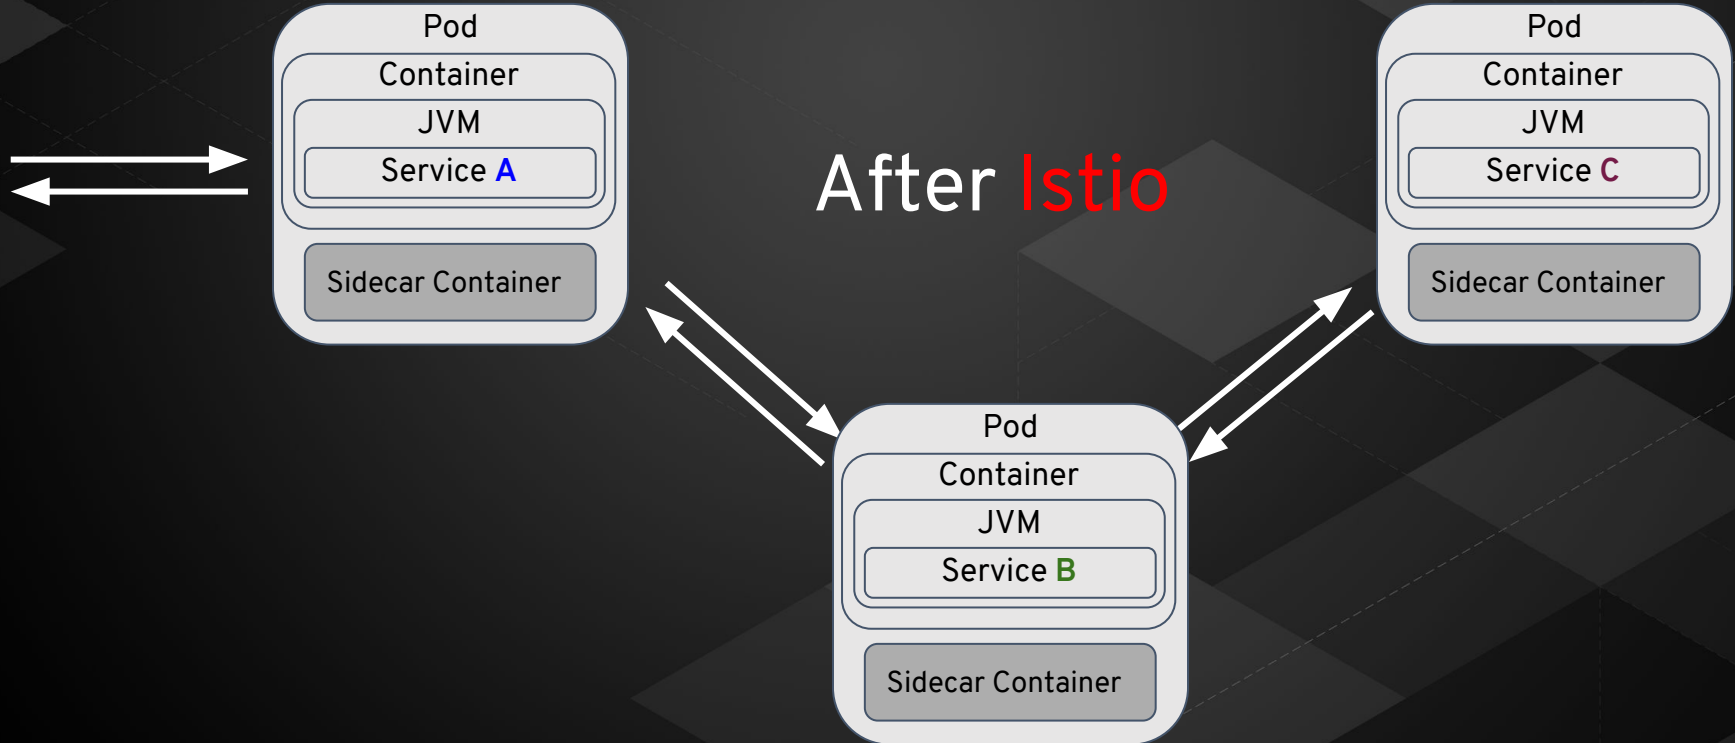 Pod
Container
JVM
Service A
Sidecar Container
After Istio
Pod
Container
JVM
Service C
Sidecar Container
Pod
Container
JVM
Service B
Sidecar Container